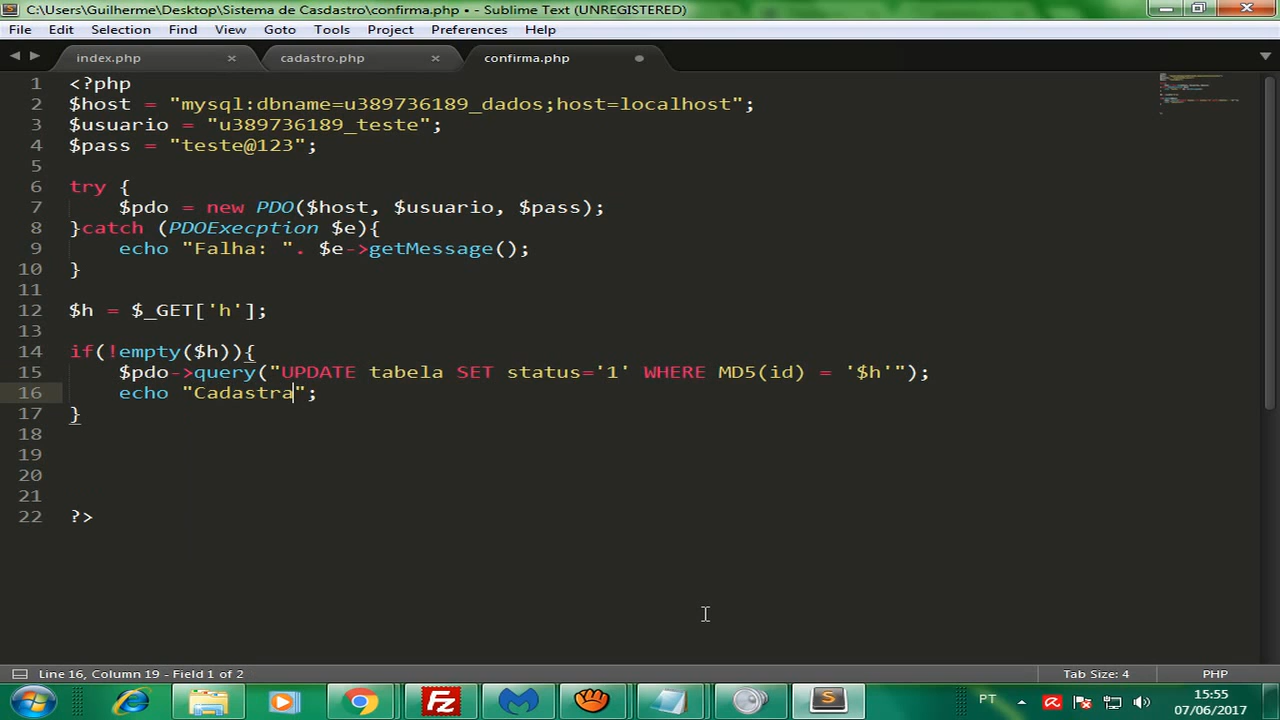 C:\Users\Guilherme\Desktop\Sistema de Casdastro\confirma.php • - Sublime Text (UNREGISTERED)
File Edit Selection Find View Goto Tools Project Preferences Help
index.php × cadastro.php × confirma.php
1 <?php
2 $host = "mysql:dbname=u389736189_dados;host=localhost";
3 $usuario = "u389736189_teste";
4 $pass = "teste@123";
5
6 try {
7 $pdo = new PDO($host, $usuario, $pass);
8 }catch (PDOExecption $e){
9 echo "Falha: ". $e->getMessage();
10 }
11
12 $h = $_GET['h'];
13
14 if(!empty($h)){
15 $pdo->query("UPDATE tabela SET status='1' WHERE MD5(id) = '$h'");
16 echo "Cadastra";
17 }
18
19
20
21
22 ?>
Line 16, Column 19 - Field 1 of 2 Tab Size: 4 PHP
PT 15:55
07/06/2017